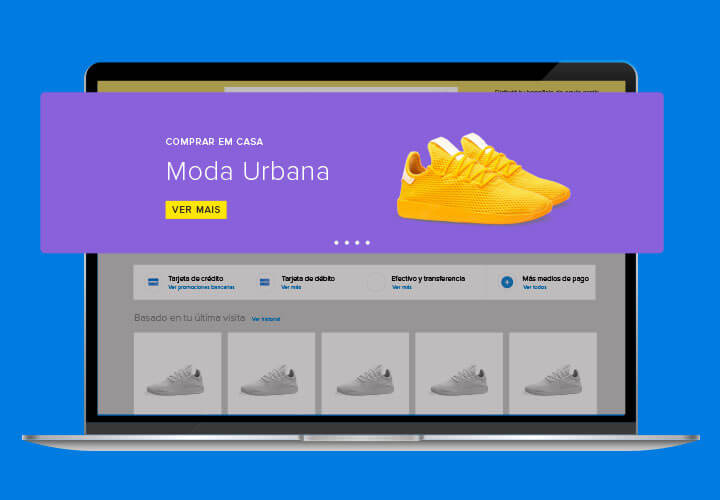 Disfrutá tu beneficio de envío gratis
COMPRAR EM CASA
Moda Urbana
VER MAIS
Tarjeta de crédito
Ver promociones bancarias
Tarjeta de débito
Ver más
Efectivo y transferencia
Ver más
Más medios de pago
Ver todos
Basado en tu última visita
Ver historial